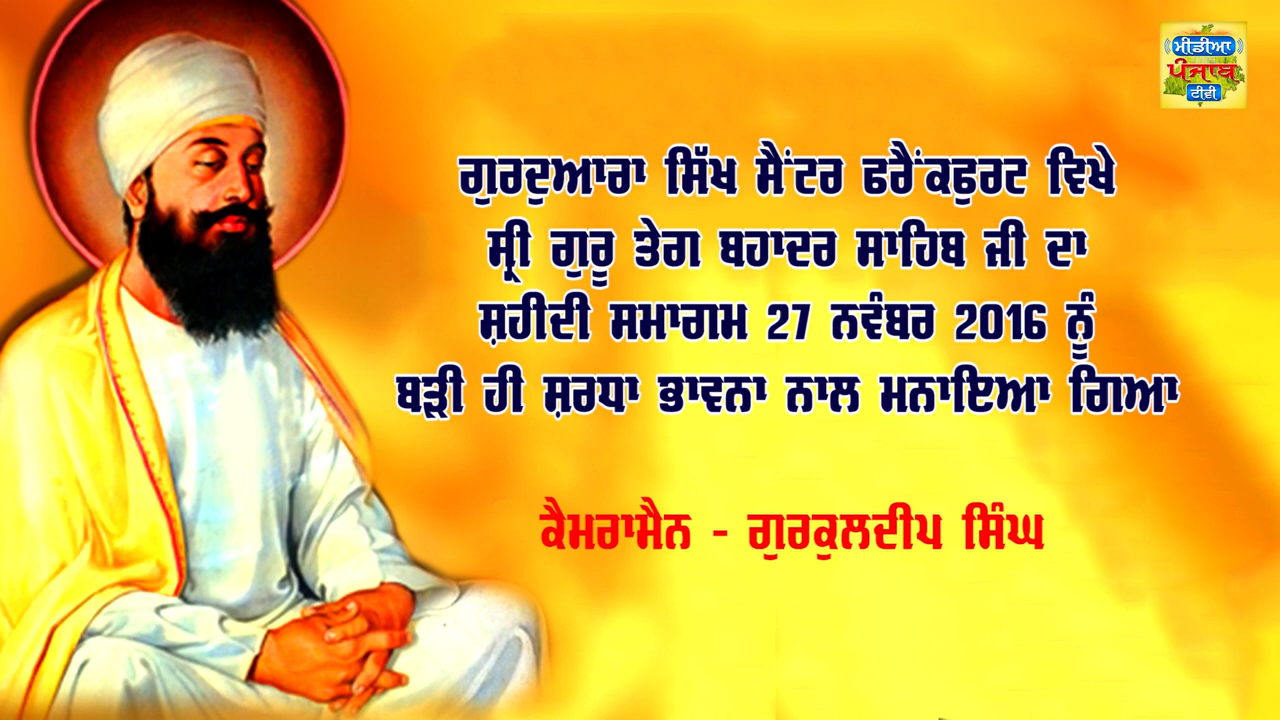 ਮੀਡੀਆ
ਪੰਜਾਬ
ਟੀਵੀ
ਗੁਰਦੁਆਰਾ ਸਿੱਖ ਸੈਂਟਰ ਫਰੈਂਕਫੁਰਟ ਵਿਖੇ
ਸ੍ਰੀ ਗੁਰੂ ਤੇਗ ਬਹਾਦਰ ਸਾਹਿਬ ਜੀ ਦਾ
ਸ਼ਹੀਦੀ ਸਮਾਗਮ 27 ਨਵੰਬਰ 2016 ਨੂੰ
ਬੜੀ ਹੀ ਸ਼ਰਧਾ ਭਾਵਨਾ ਨਾਲ ਮਨਾਇਆ ਗਿਆ
ਕੈਮਰਾਮੈਨ - ਗੁਰਕੁਲਦੀਪ ਸਿੰਘ